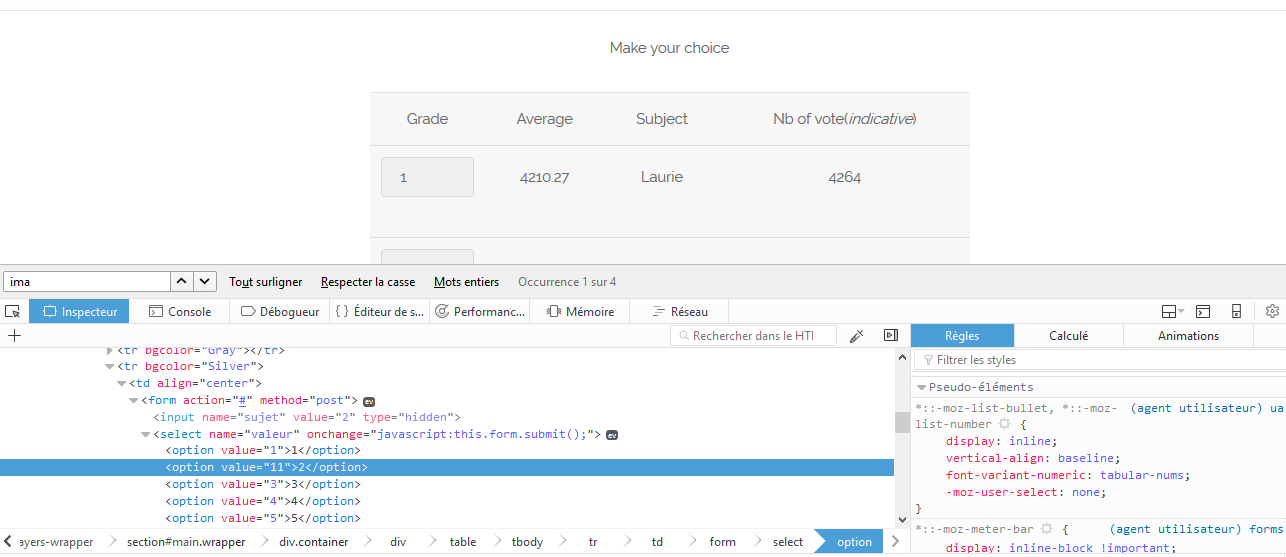 Make your choice
Grade Average Subject Nb of vote(indicative)
1 4210.27 Laurie 4264
ima Tout surligner Respecter la casse Mots entiers Occurrence 1 sur 4
Inspecteur Console Débogueur { } Éditeur de s... Performanc... Mémoire Réseau
+ Rechercher dans le HTI Règles Calculé Animations
<tr bgcolor="Gray"></tr>
<tr bgcolor="Silver">
<td align="center">
<form action="#" method="post"> ev
<input name="sujet" value="2" type="hidden">
<select name="valeur" onchange="javascript:this.form.submit();"> ev
<option value="1">1</option>
<option value="11">2</option>
<option value="3">3</option>
<option value="4">4</option>
<option value="5">5</option>
ayers-wrapper section#main.wrapper div.container div table tbody tr td form select option
Filtrer les styles
Pseudo-éléments
*::-moz-list-bullet, *::-moz- (agent utilisateur) ua
list-number {
display: inline;
vertical-align: baseline;
font-variant-numeric: tabular-nums;
-moz-user-select: none;
}
*::-moz-meter-bar { (agent utilisateur) forms
display: inline-block !important;